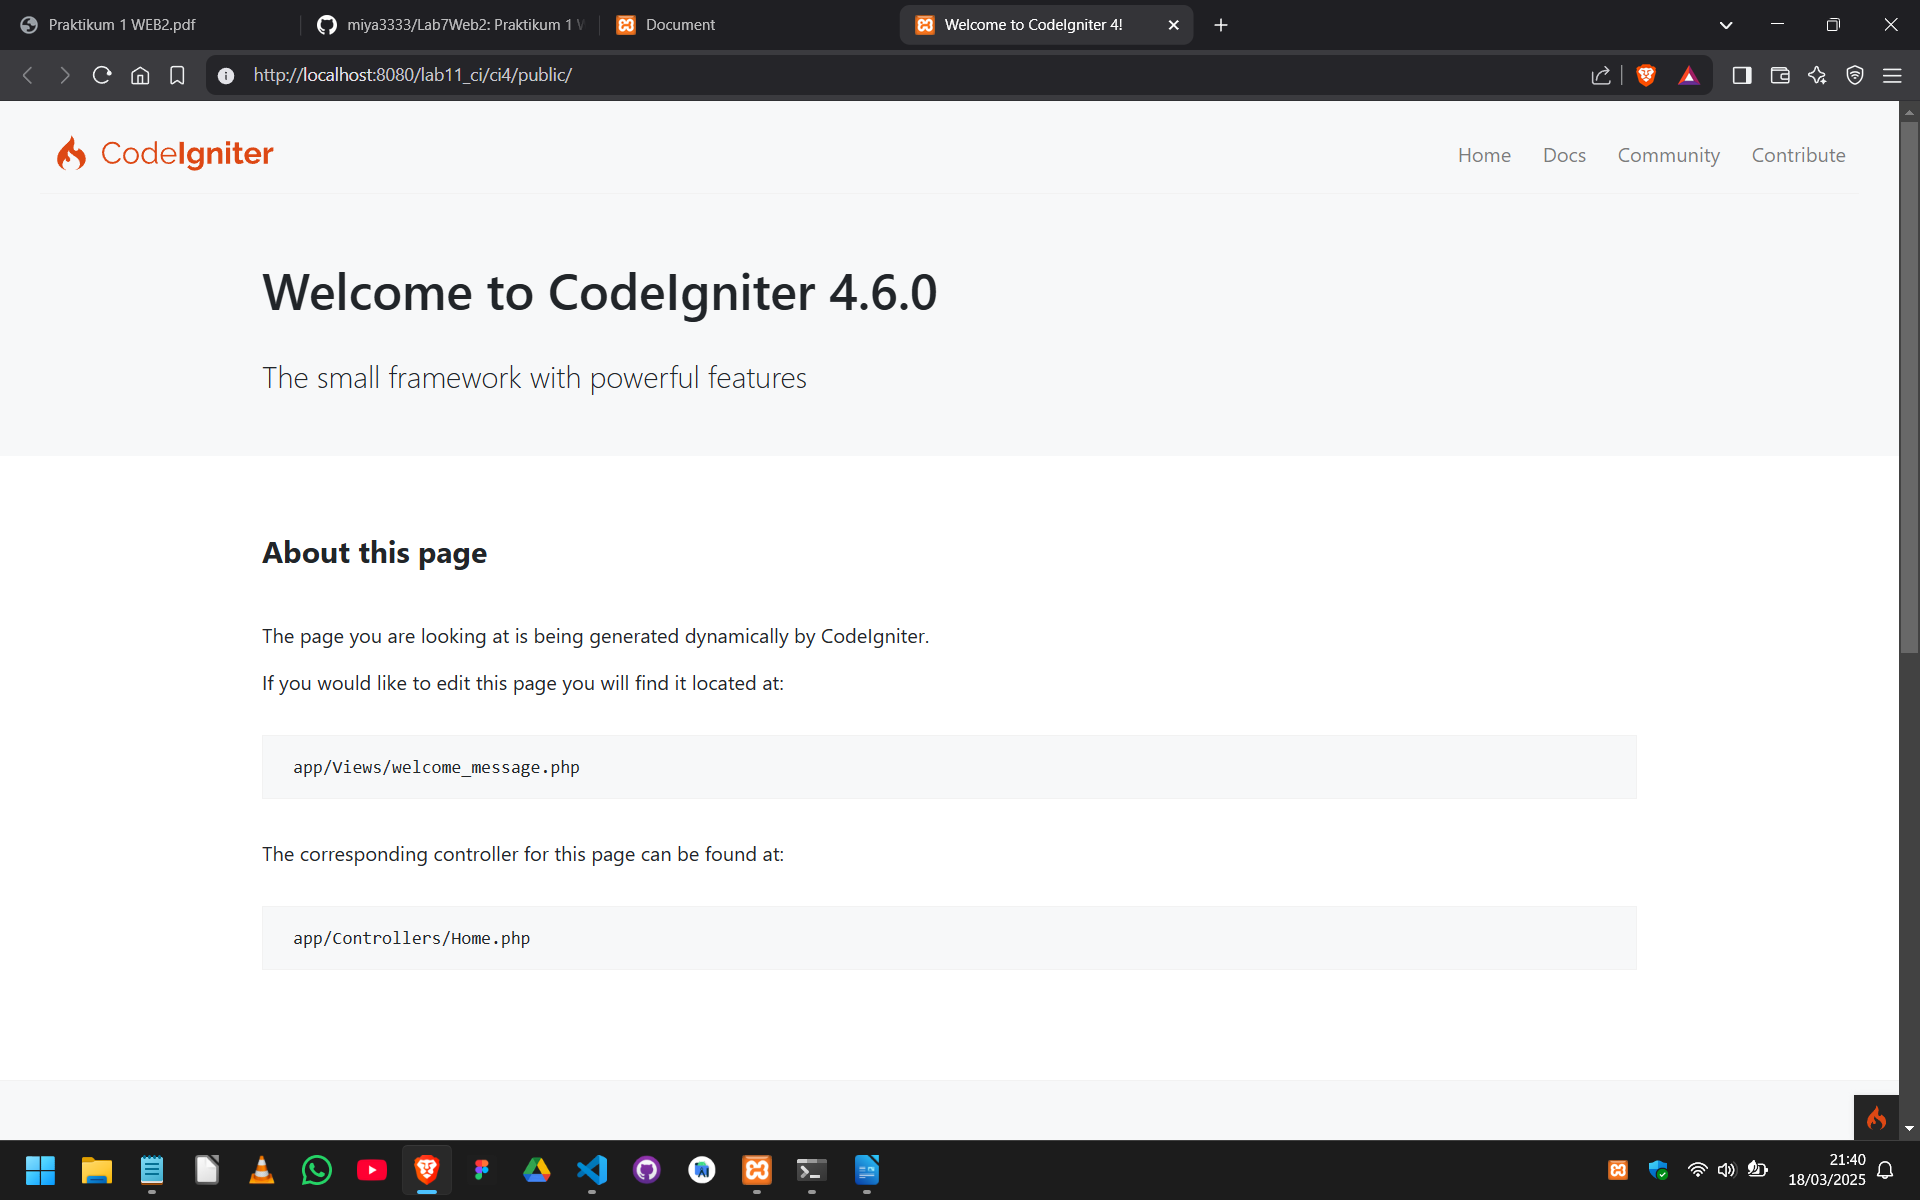 Praktikum 1 WEB2.pdf
miya3333/Lab7Web2: Praktikum 1
Document
Welcome to CodeIgniter 4!
http://localhost:8080/lab11_ci/ci4/public/
CodeIgniter
Home Docs Community Contribute
Welcome to CodeIgniter 4.6.0
The small framework with powerful features
About this page
The page you are looking at is being generated dynamically by CodeIgniter.
If you would like to edit this page you will find it located at:
app/Views/welcome_message.php
The corresponding controller for this page can be found at:
app/Controllers/Home.php
21:40
18/03/2025